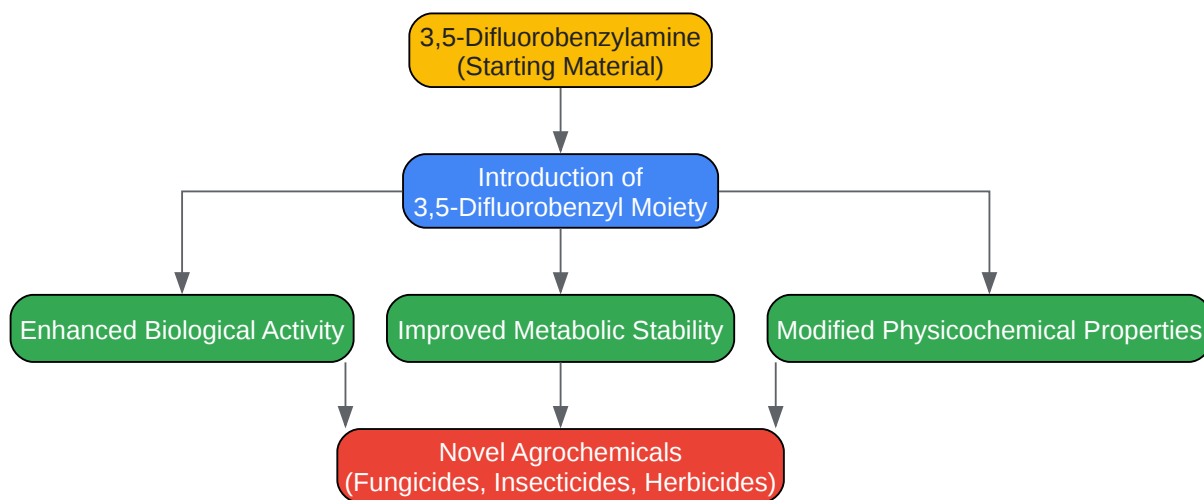 3,5-Difluorobenzylamine
(Starting Material)
Introduction of
3,5-Difluorobenzyl Moiety
Enhanced Biological Activity
Improved Metabolic Stability
Modified Physicochemical Properties
Novel Agrochemicals
(Fungicides, Insecticides, Herbicides)